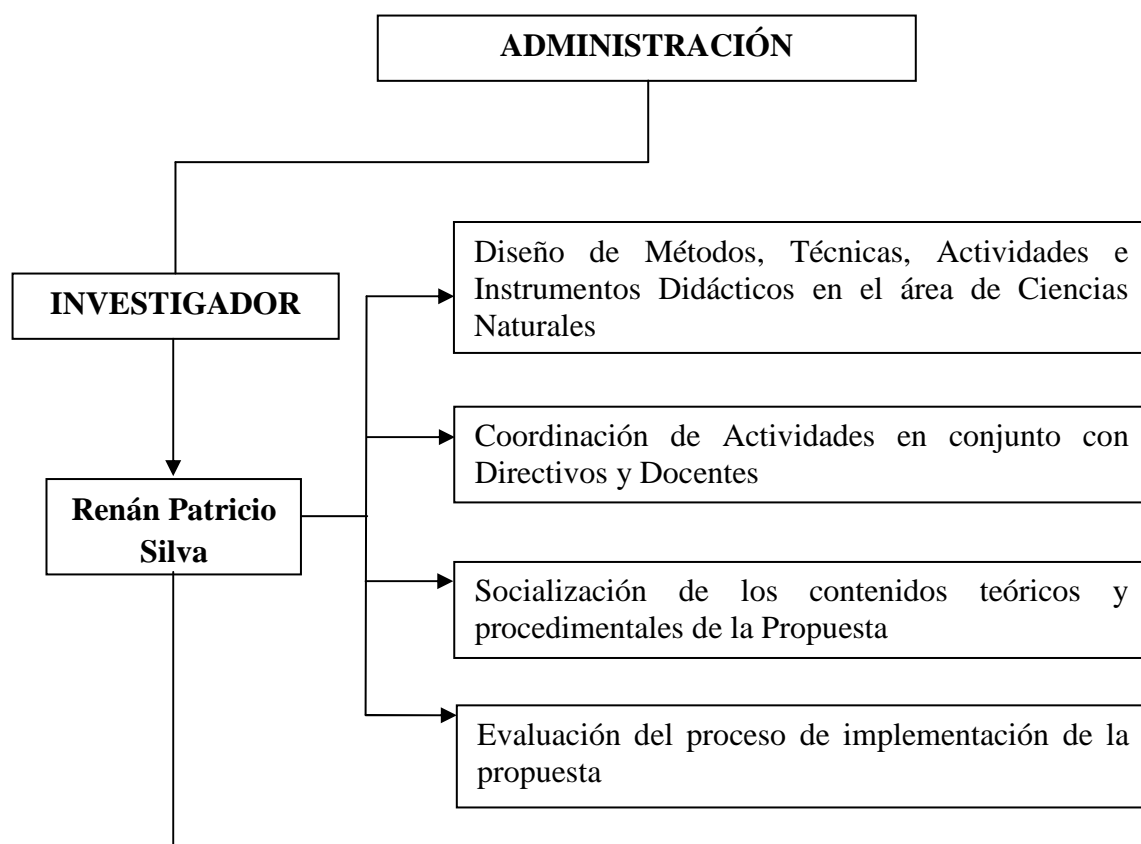 ADMINISTRACIÓN
INVESTIGADOR
Renán Patricio
Silva
Diseño de Métodos, Técnicas, Actividades e
Instrumentos Didácticos en el área de Ciencias
Naturales
Coordinación de Actividades en conjunto con
Directivos y Docentes
Socialización de los contenidos teóricos y
procedimentales de la Propuesta
Evaluación del proceso de implementación de la
propuesta